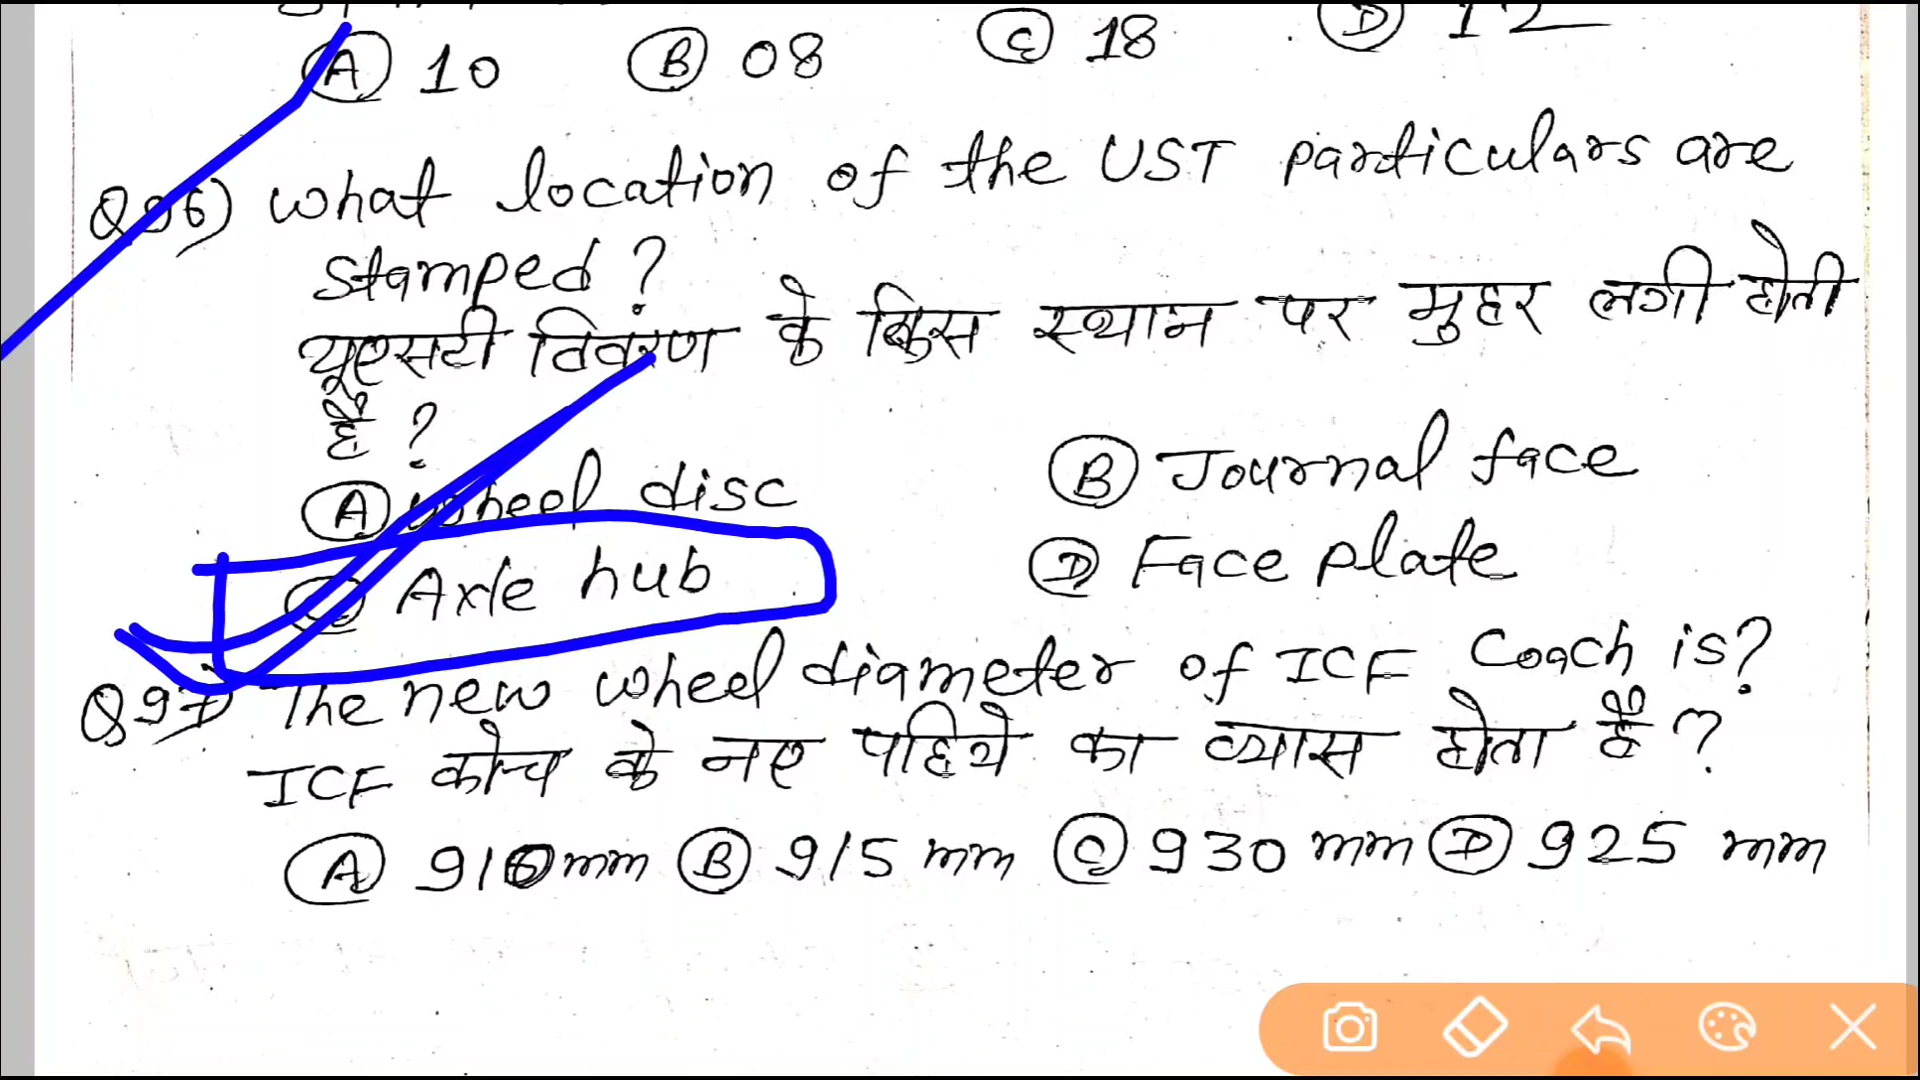 Ⓐ 10 Ⓑ 08 Ⓒ 18 Ⓓ 12
Q96) What location of the UST particulars are
stamped ?
यूएसटी विवरण के किस स्थान पर मुहर लगी होती
है ?
Ⓐ Wheel disc Ⓑ Journal face
Ⓒ Axle hub Ⓓ Face plate
Q97) The new wheel diameter of ICF Coach is?
ICF कोच के नए पहिये का व्यास होता है ?
Ⓐ 910 mm Ⓑ 915 mm Ⓒ 930 mm Ⓓ 925 mm